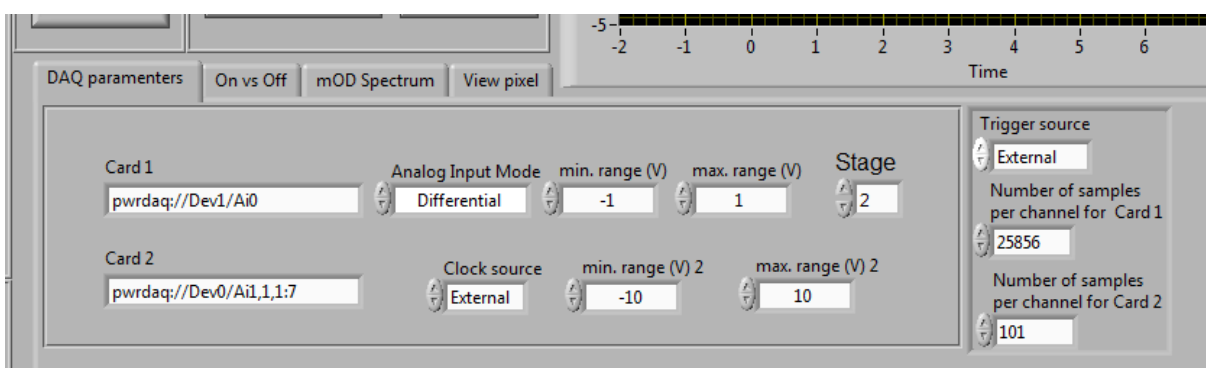 -5
-2 -1 0 1 2 3 4 5 6
Time
DAQ paramenters On vs Off mOD Spectrum View pixel
Card 1
pwrdaq://Dev1/Ai0
Analog Input Mode
Differential
min. range (V)
-1
max. range (V)
1
Stage
2
Card 2
pwrdaq://Dev0/Ai1,1,1:7
Clock source
External
min. range (V) 2
-10
max. range (V) 2
10
Trigger source
External
Number of samples
per channel for Card 1
25856
Number of samples
per channel for Card 2
101